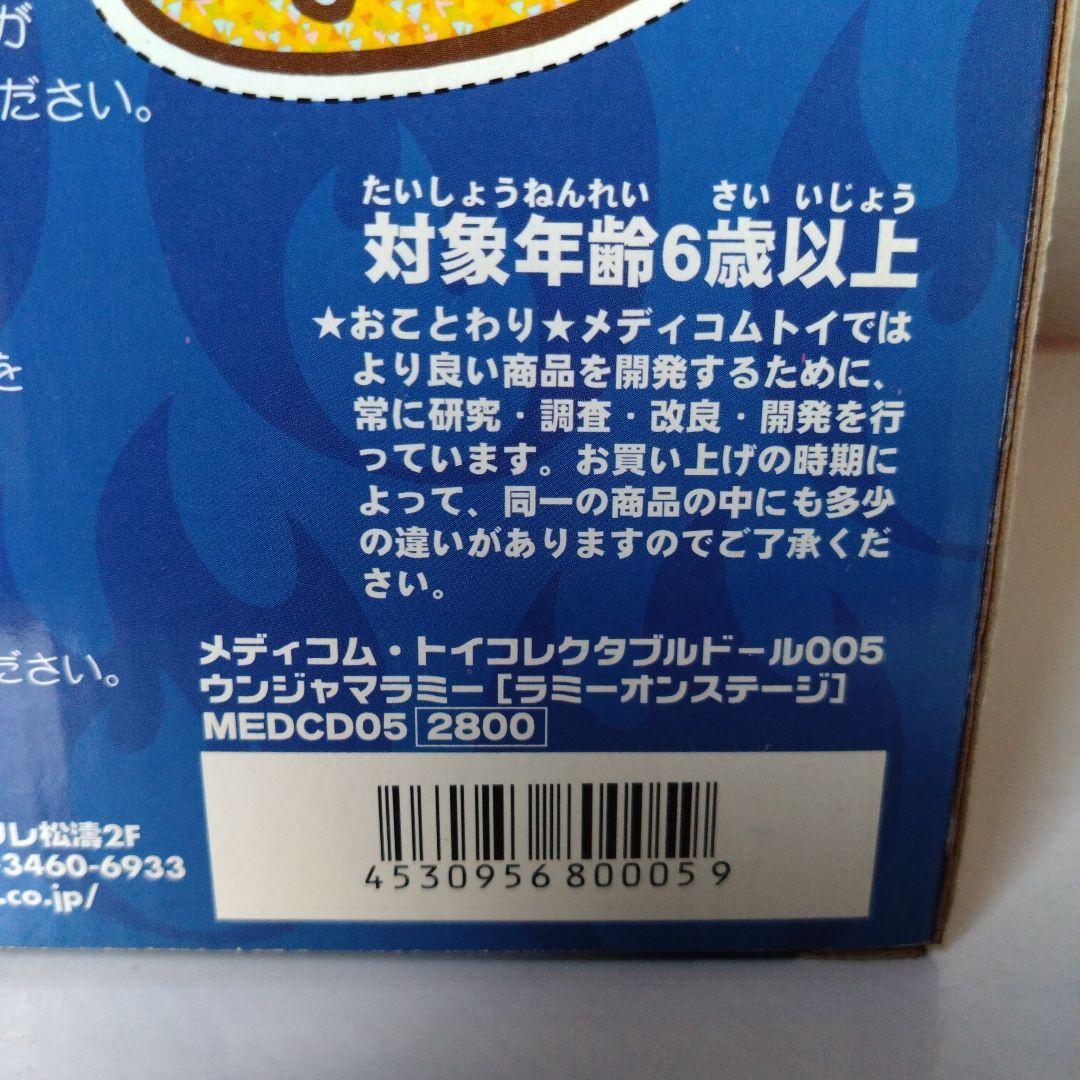 が
ださい。
たいしょうねんれい さい いじょう
対象年齢6歳以上
★おことわり★メディコムトイでは
より良い商品を開発するために、
常に研究・調査・改良・開発を行
っています。お買い上げの時期に
よって、同一の商品の中にも多少
の違いがありますのでご了承くだ
さい。
を
ださい。
メディコム・トイコレクタブルドール005
ウンジャマラミー[ラミーオンステージ]
MEDCD05 2800
レ松濤2F
-3460-6933
.co.jp/
4530956800059